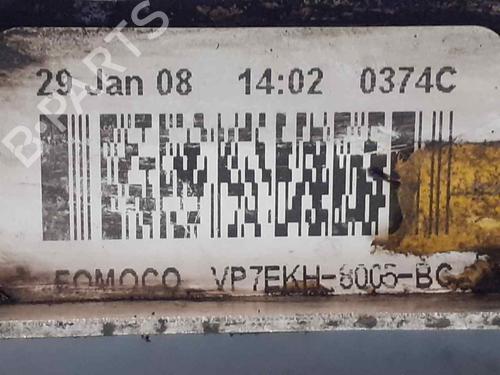 29 Jan 08 14:02 0374C
B-PARTS
FOMOCO VP7EKH-8005-BC